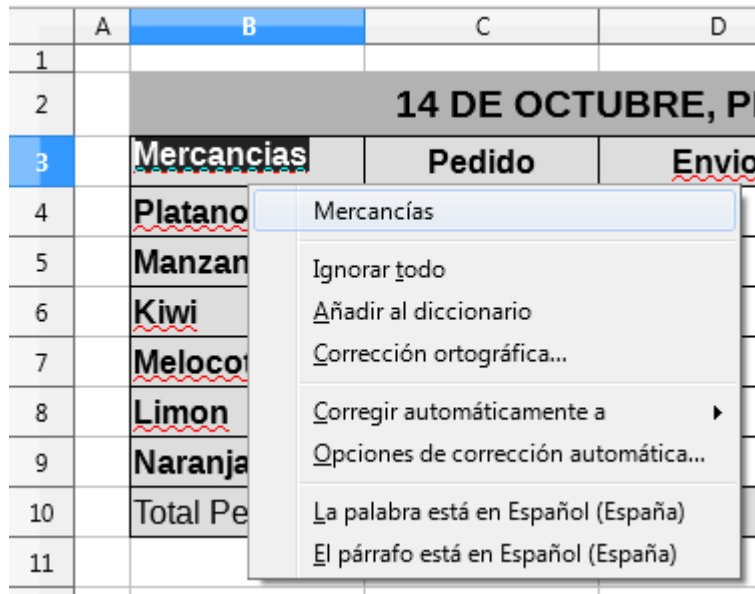 A B C D
1
2 14 DE OCTUBRE, P
3 Mercancias Pedido Envio
4 Platano Mercancías
5 Manzan Ignorar todo
6 Kiwi Añadir al diccionario
7 Meloco Corrección ortográfica...
8 Limon Corregir automáticamente a
9 Naranja Opciones de corrección automática...
10 Total Pe La palabra está en Español (España)
11 El párrafo está en Español (España)